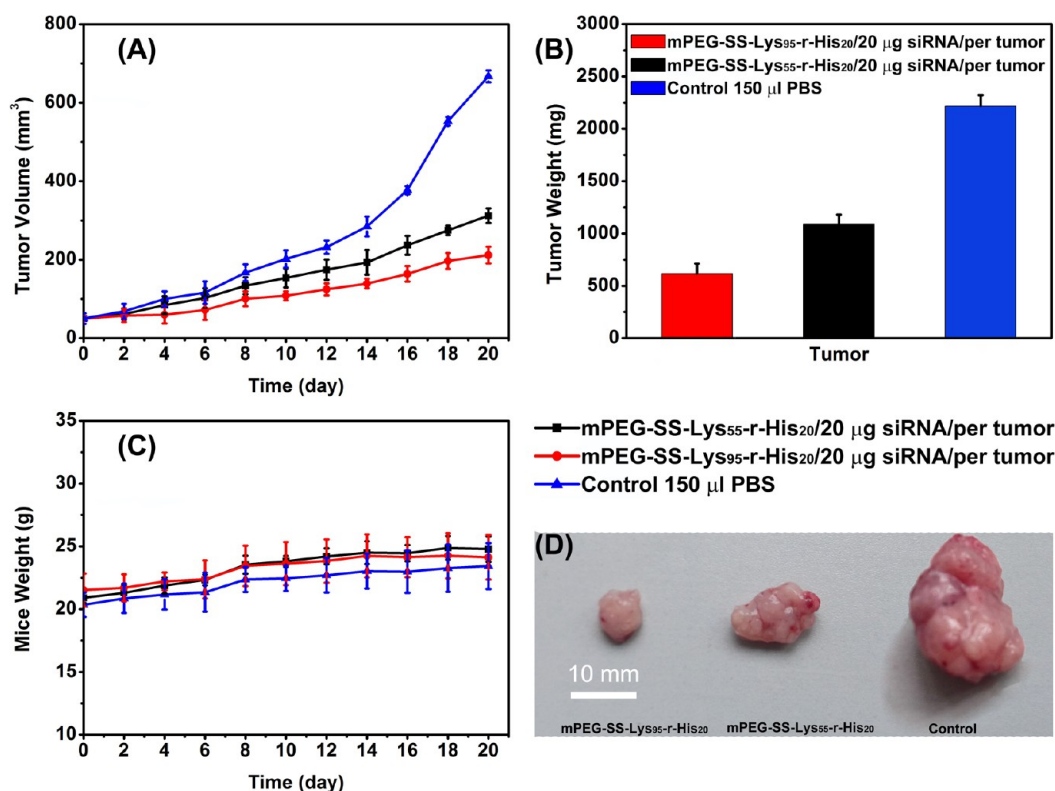 (A)
800
600
400
200
0
Tumor Volume (mm³)
0 2 4 6 8 10 12 14 16 18 20
Time (day)
(B)
3000
2500
2000
1500
1000
500
0
Tumor Weight (mg)
mPEG-SS-Lys₉₅-r-His₂₀/20 μg siRNA/per tumor
mPEG-SS-Lys₅₅-r-His₂₀/20 μg siRNA/per tumor
Control 150 μl PBS
Tumor
(C)
35
30
25
20
15
10
Mice Weight (g)
0 2 4 6 8 10 12 14 16 18 20
Time (day)
mPEG-SS-Lys₅₅-r-His₂₀/20 μg siRNA/per tumor
mPEG-SS-Lys₉₅-r-His₂₀/20 μg siRNA/per tumor
Control 150 μl PBS
(D)
10 mm
mPEG-SS-Lys₉₅-r-His₂₀
mPEG-SS-Lys₅₅-r-His₂₀
Control